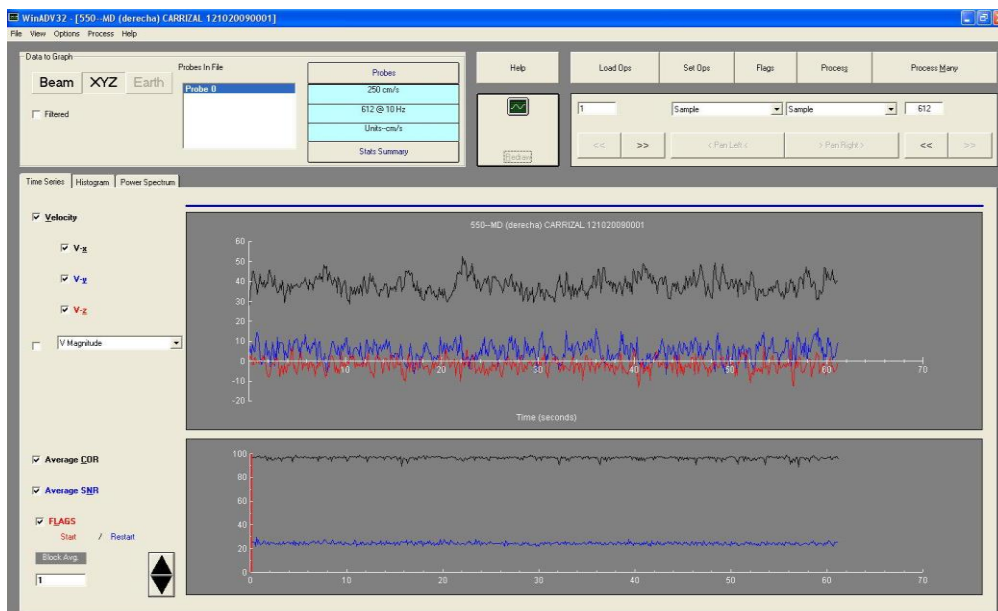 WinADV32 - [550--MD (derecha) CARRIZAL 121020090001]
File View Options Process Help
Data to Graph
Beam XYZ Earth
Filtered
Probes In File
Probe 0
Probes
250 cm/s
612 @ 10 Hz
Units--cm/s
Stats Summary
Help
Redraw
Load Ops Set Ops Flags Process Process Many
1 Sample Sample 612
<< >> < Pan Left < > Pan Right > << >>
Time Series Histogram Power Spectrum
Velocity
V-x
V-y
V-z
V Magnitude
550--MD (derecha) CARRIZAL 121020090001
60
50
40
30
20
10
0
-10
-20
10 20 30 40 50 60 70
Time (seconds)
Average COR
Average SNR
FLAGS
Start / Restart
Block Avg.
1
100
80
60
40
20
0
0 10 20 30 40 50 60 70